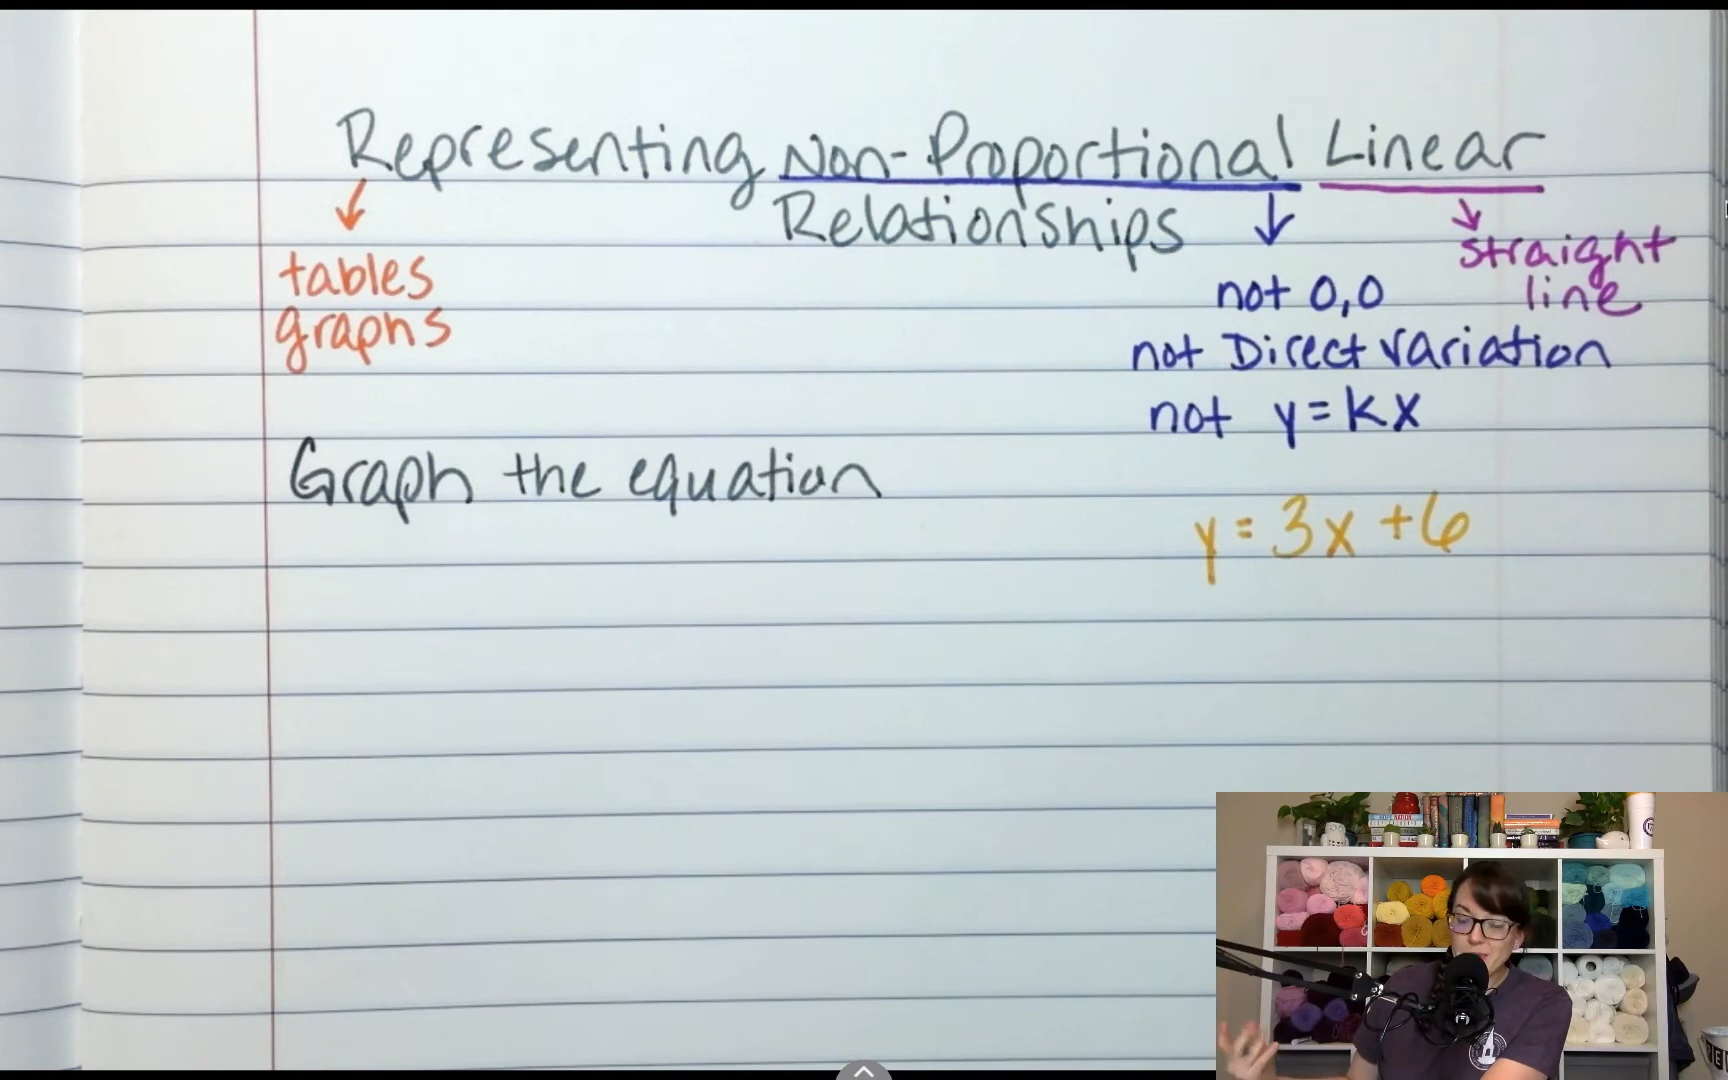 Representing Non-Proportional Linear
Relationships
tables
graphs
straight
line
not 0,0
not Direct Variation
not y=kx
Graph the equation
y=3x+6